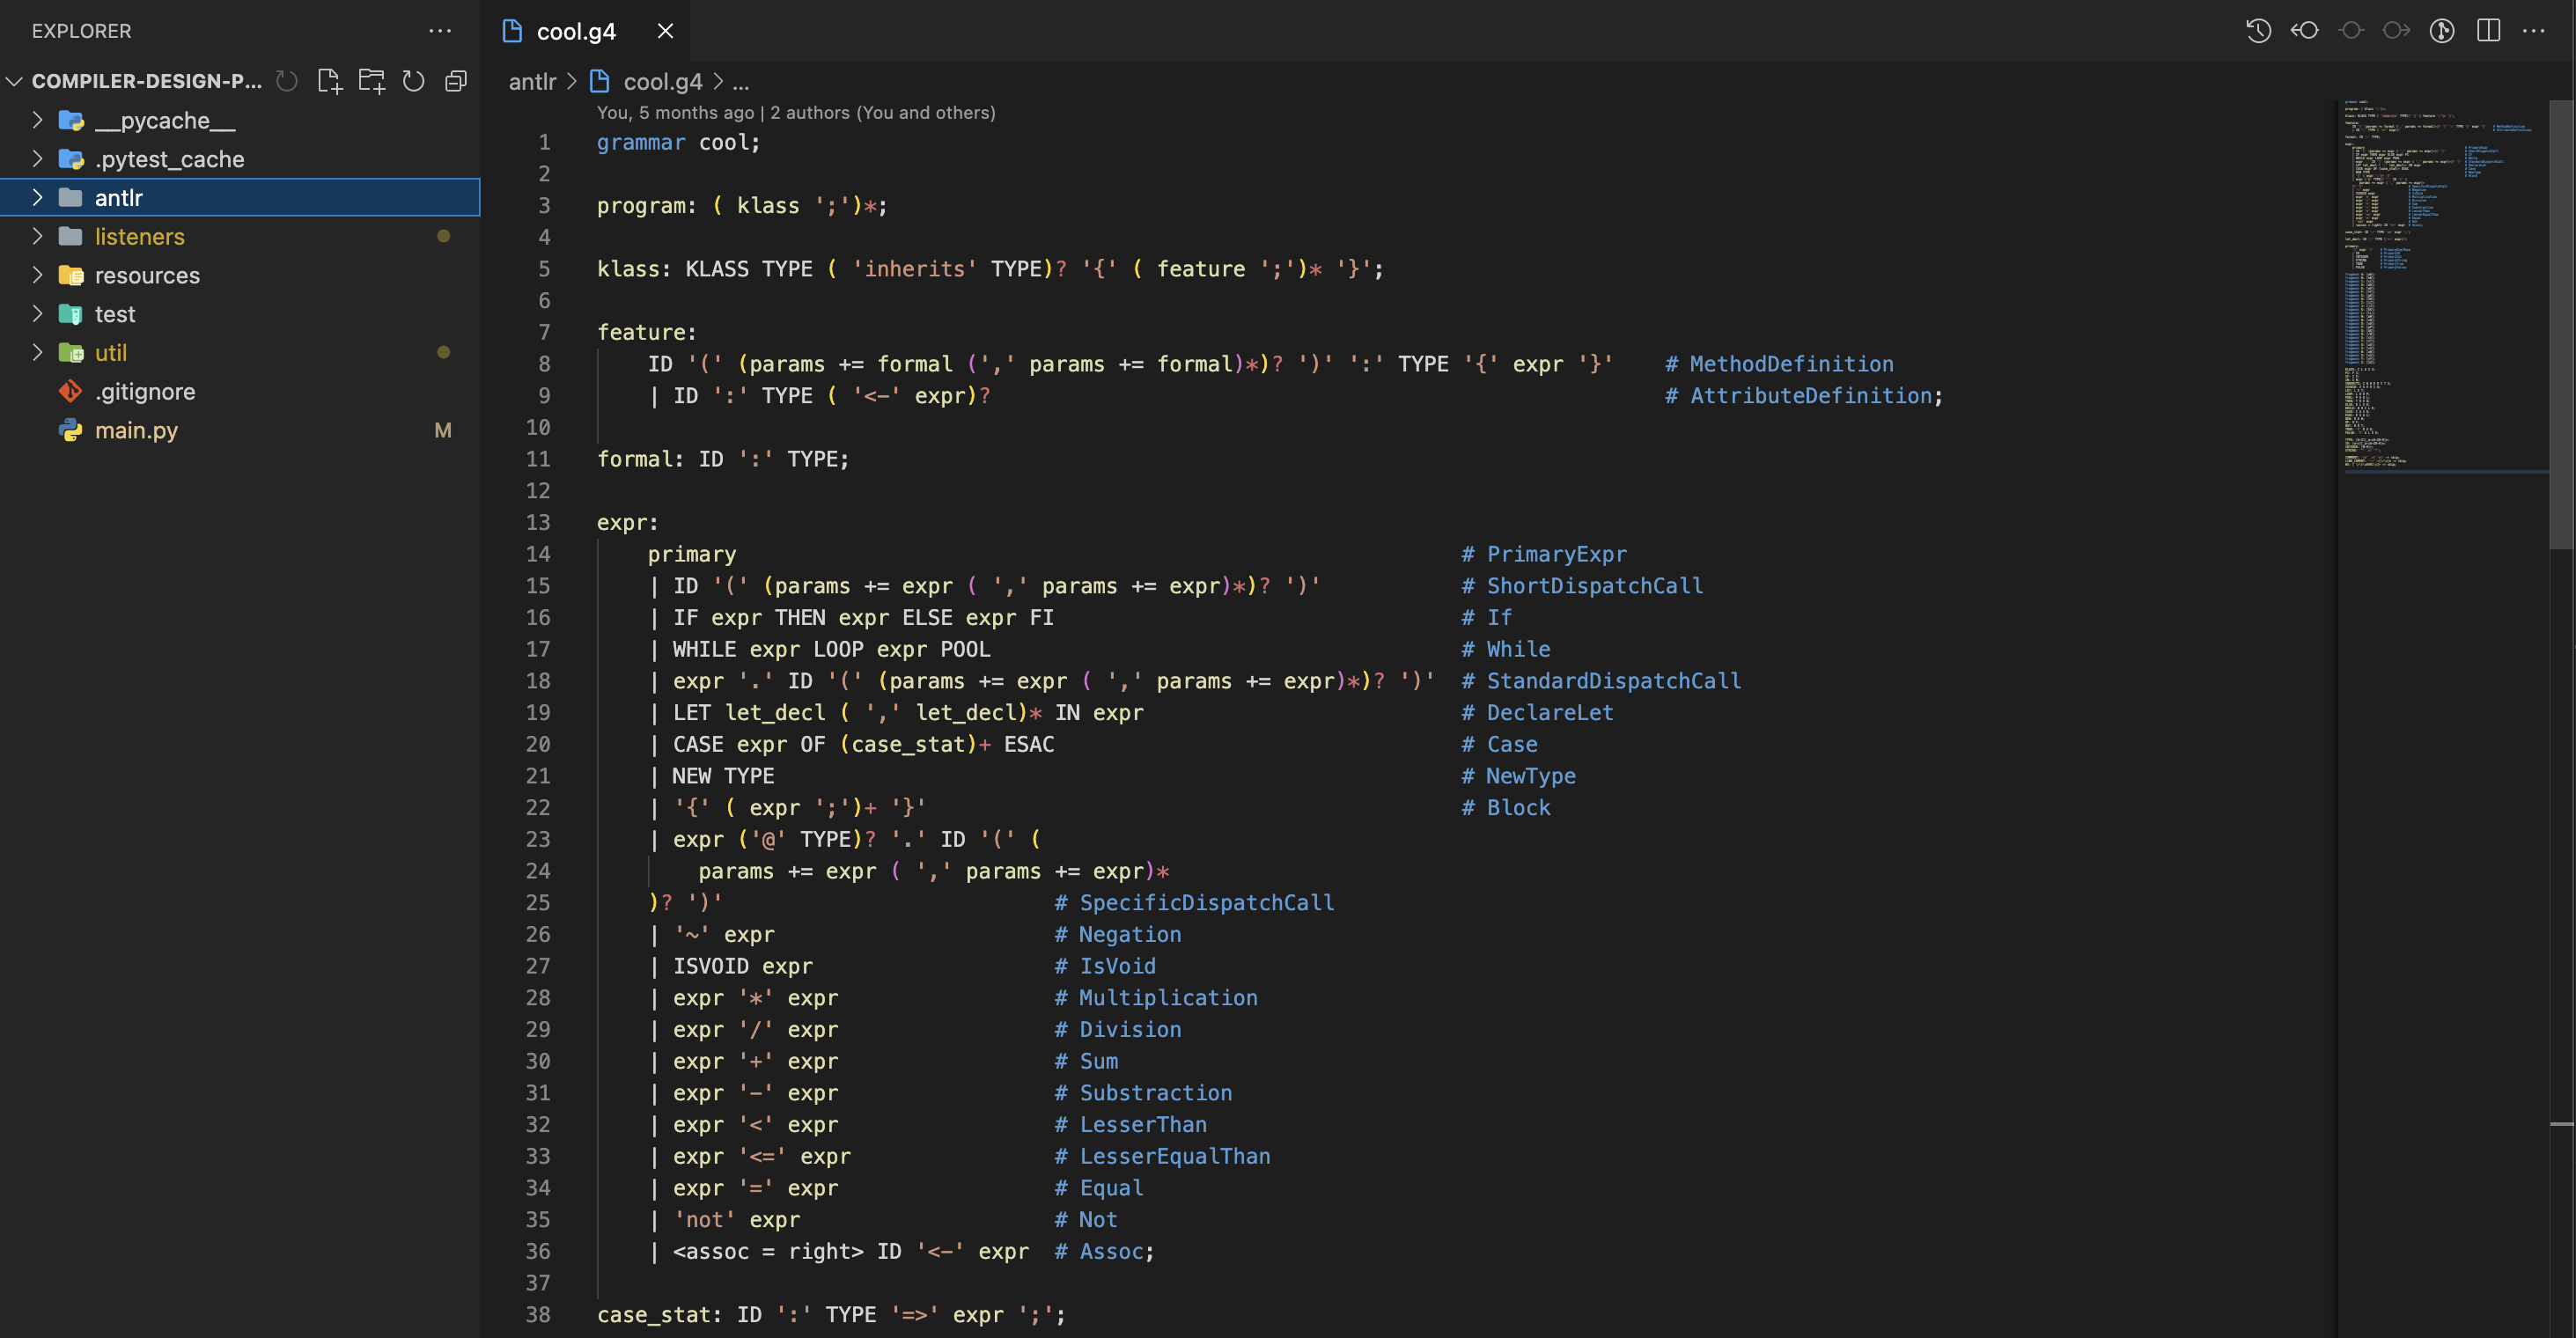 EXPLORER
COMPILER-DESIGN-P...
__pycache__
.pytest_cache
antlr
listeners
resources
test
util
.gitignore
main.py M
cool.g4
antlr > cool.g4 > ...
You, 5 months ago | 2 authors (You and others)
1 grammar cool;
2
3 program: ( klass ';')*;
4
5 klass: KLASS TYPE ( 'inherits' TYPE)? '{' ( feature ';')* '}';
6
7 feature:
8 ID '(' (params += formal (',' params += formal)*)? ')' ':' TYPE '{' expr '}' # MethodDefinition
9 | ID ':' TYPE ( '<-' expr)? # AttributeDefinition;
10
11 formal: ID ':' TYPE;
12
13 expr:
14 primary # PrimaryExpr
15 | ID '(' (params += expr ( ',' params += expr)*)? ')' # ShortDispatchCall
16 | IF expr THEN expr ELSE expr FI # If
17 | WHILE expr LOOP expr POOL # While
18 | expr '.' ID '(' (params += expr ( ',' params += expr)*)? ')' # StandardDispatchCall
19 | LET let_decl ( ',' let_decl)* IN expr # DeclareLet
20 | CASE expr OF (case_stat)+ ESAC # Case
21 | NEW TYPE # NewType
22 | '{' ( expr ';')+ '}' # Block
23 | expr ('@' TYPE)? '.' ID '(' (
24 params += expr ( ',' params += expr)*
25 )? ')' # SpecificDispatchCall
26 | '~' expr # Negation
27 | ISVOID expr # IsVoid
28 | expr '*' expr # Multiplication
29 | expr '/' expr # Division
30 | expr '+' expr # Sum
31 | expr '-' expr # Substraction
32 | expr '<' expr # LesserThan
33 | expr '<=' expr # LesserEqualThan
34 | expr '=' expr # Equal
35 | 'not' expr # Not
36 | <assoc = right> ID '<-' expr # Assoc;
37
38 case_stat: ID ':' TYPE '=>' expr ';';